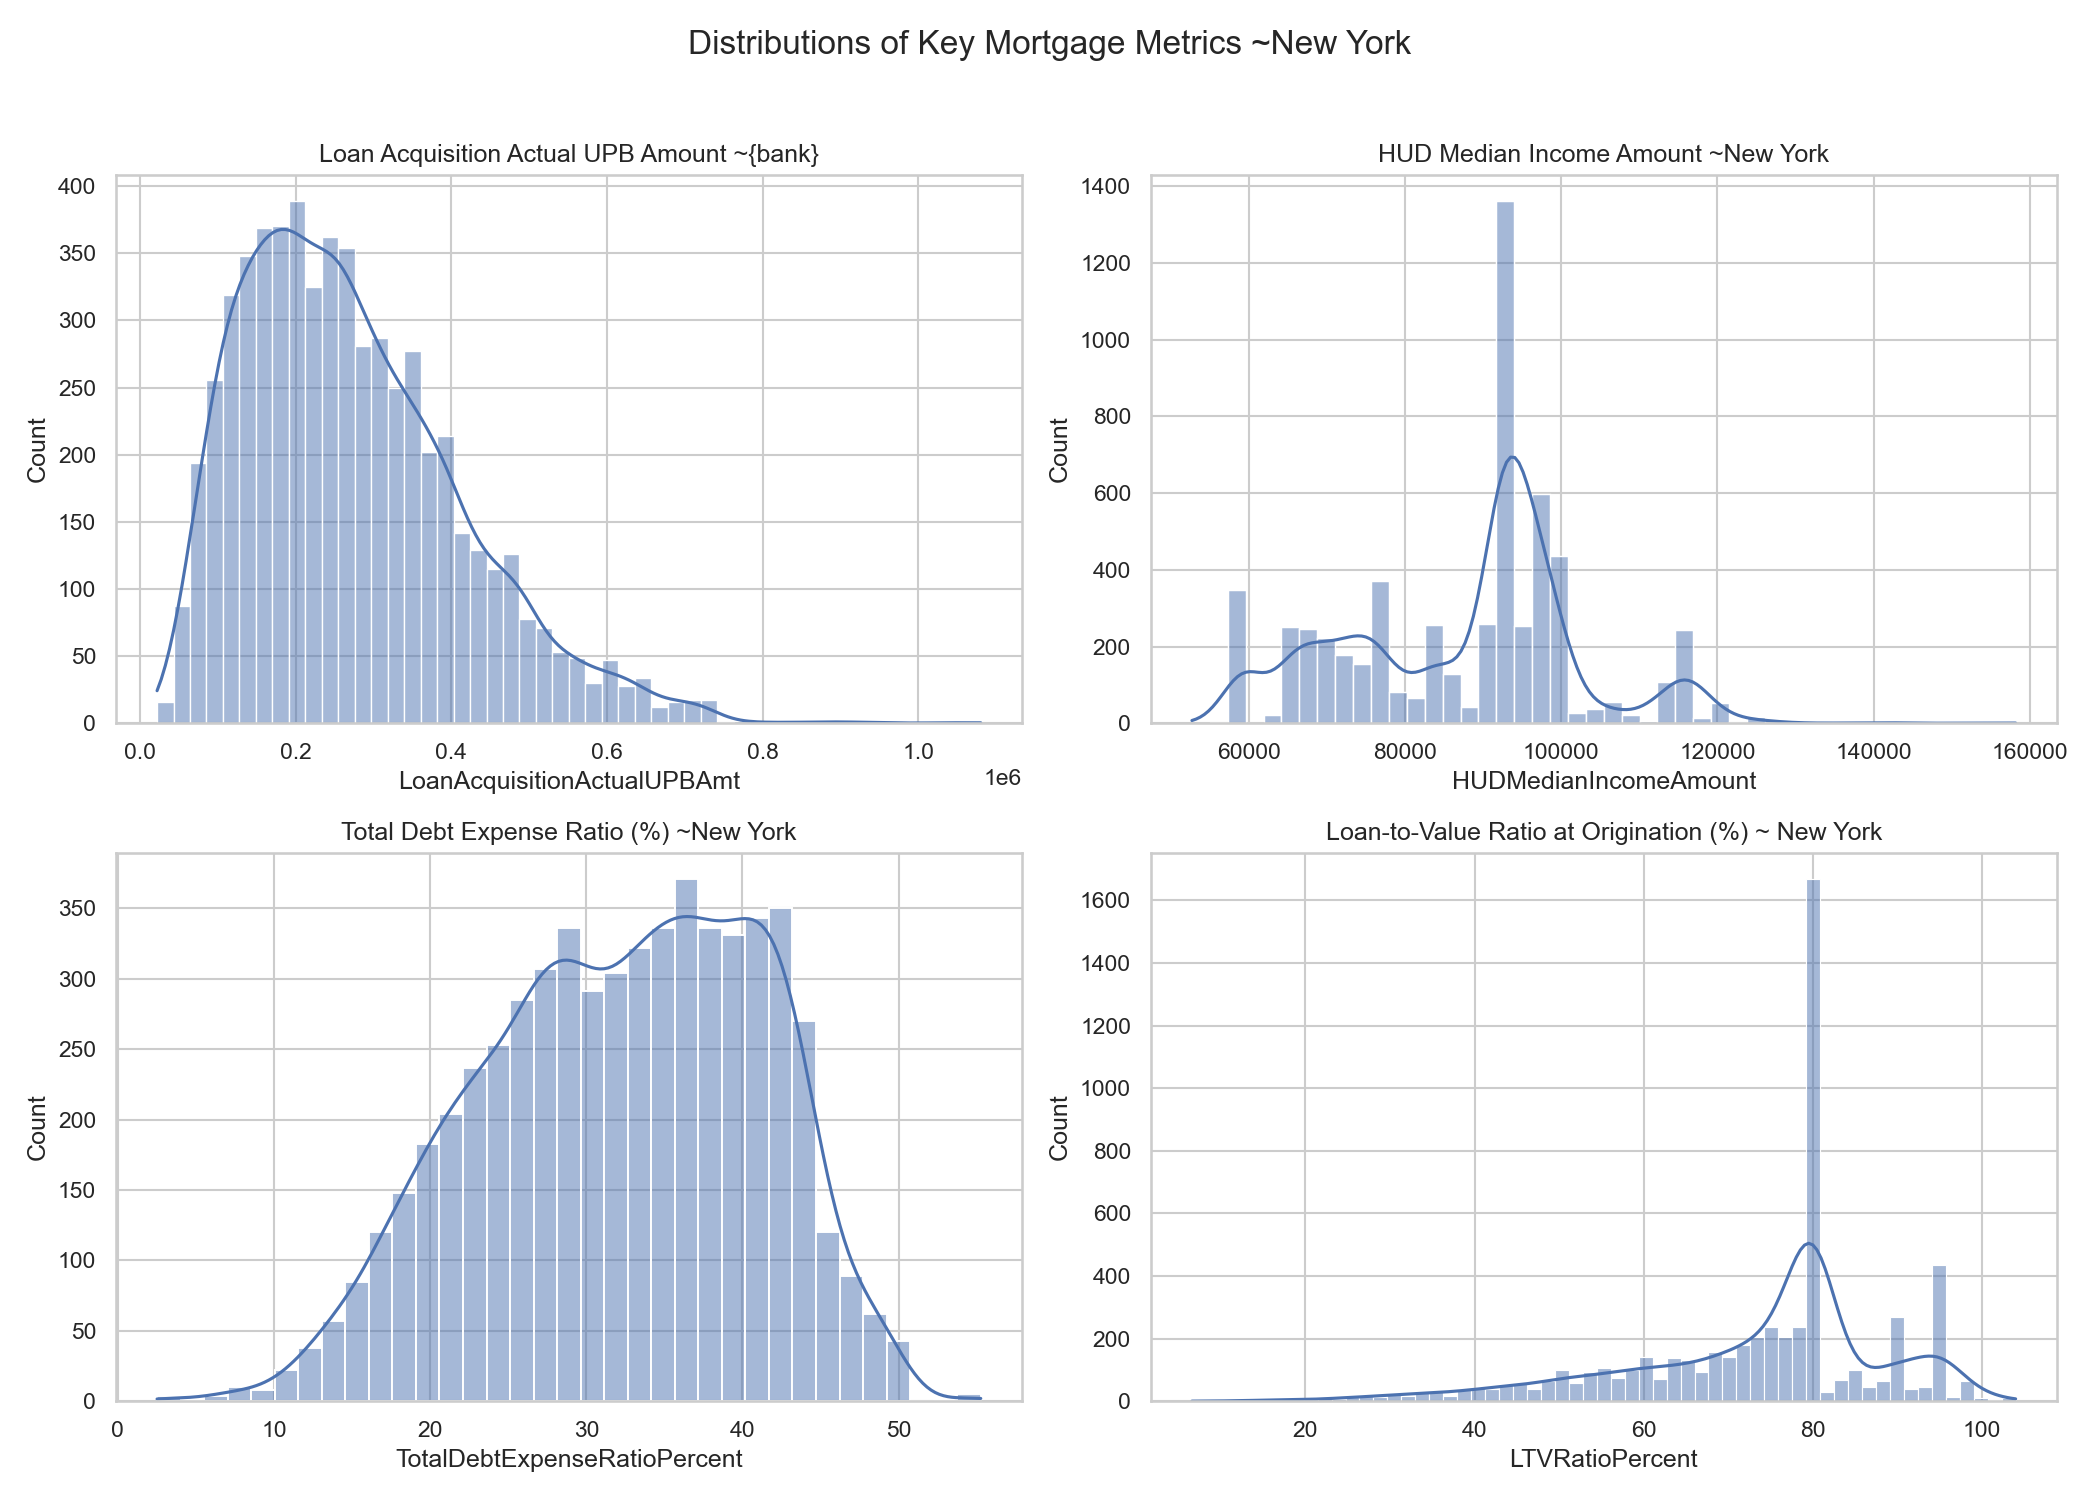 Distributions of Key Mortgage Metrics ~New York
Loan Acquisition Actual UPB Amount ~{bank}
400
350
300
250
200
150
100
50
0
Count
0.0 0.2 0.4 0.6 0.8 1.0
1e6
LoanAcquisitionActualUPBAmt
HUD Median Income Amount ~New York
1400
1200
1000
800
600
400
200
0
Count
60000 80000 100000 120000 140000 160000
HUDMedianIncomeAmount
Total Debt Expense Ratio (%) ~New York
350
300
250
200
150
100
50
0
Count
0 10 20 30 40 50
TotalDebtExpenseRatioPercent
Loan-to-Value Ratio at Origination (%) ~ New York
1600
1400
1200
1000
800
600
400
200
0
Count
20 40 60 80 100
LTVRatioPercent